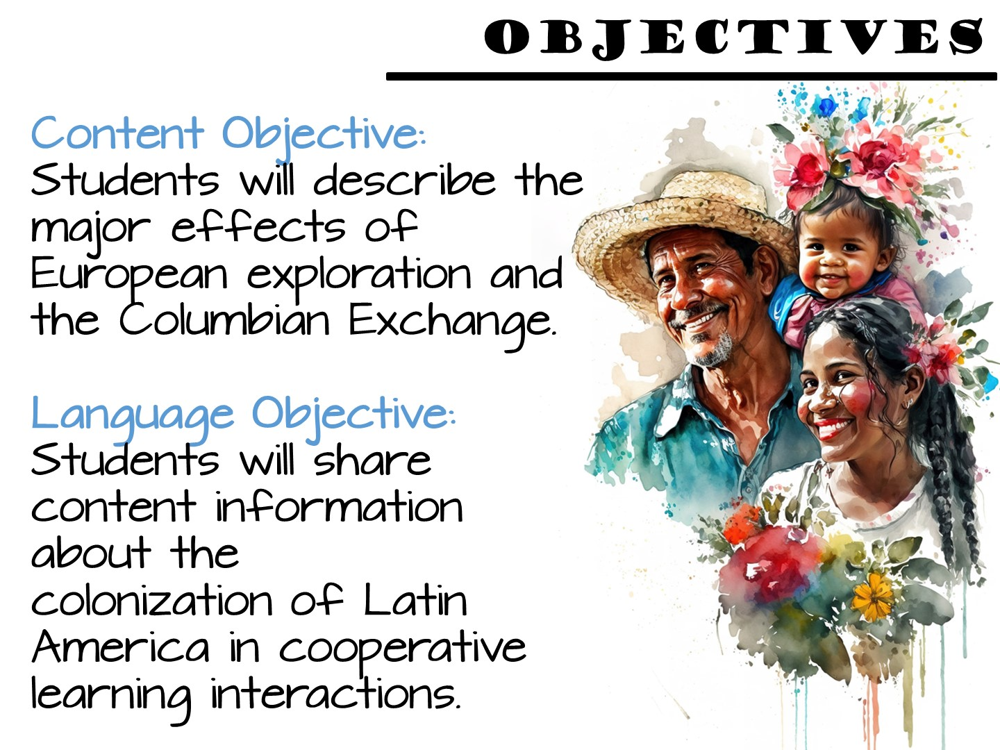 OBJECTIVES
Content Objective:
Students will describe the
major effects of
European exploration and
the Columbian Exchange.
Language Objective:
Students will share
content information
about the
colonization of Latin
America in cooperative
learning interactions.